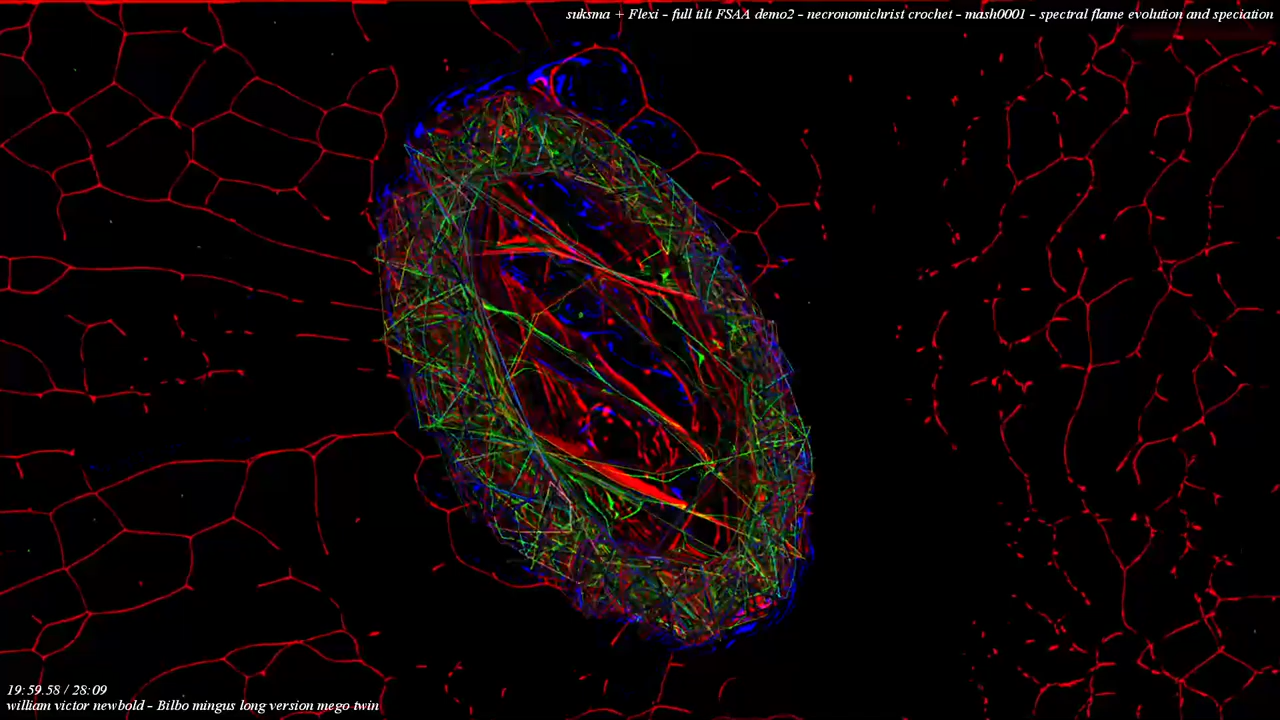 suksma + Flexi - full tilt FSAA demo2 - necronomichrist crochet - mash0001 - spectral flame evolution and speciation
19:59.58 / 28:09
william victor newbold - Bilbo mingus long version mego twin